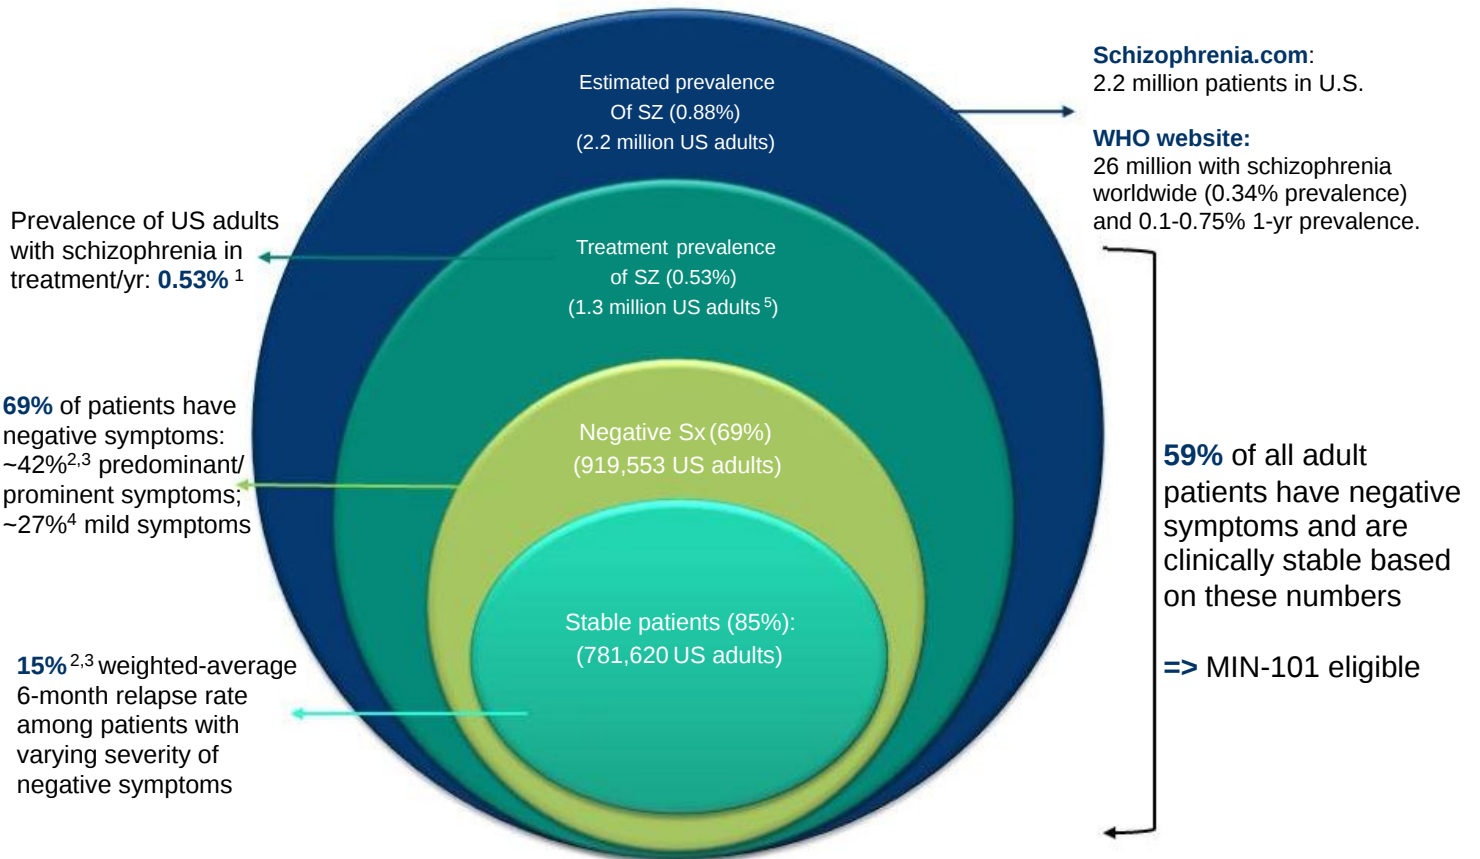 Estimated prevalence
Of SZ (0.88%)
(2.2 million US adults)
Schizophrenia.com:
2.2 million patients in U.S.
WHO website:
26 million with schizophrenia
worldwide (0.34% prevalence)
and 0.1-0.75% 1-yr prevalence.
Prevalence of US adults
with schizophrenia in
treatment/yr: 0.53% 1
Treatment prevalence
of SZ (0.53%)
(1.3 million US adults 5)
69% of patients have
negative symptoms:
~42%2,3 predominant/
prominent symptoms;
~27%4 mild symptoms
Negative Sx (69%)
(919,553 US adults)
59% of all adult
patients have negative
symptoms and are
clinically stable based
on these numbers
=> MIN-101 eligible
Stable patients (85%):
(781,620 US adults)
15% 2,3 weighted-average
6-month relapse rate
among patients with
varying severity of
negative symptoms